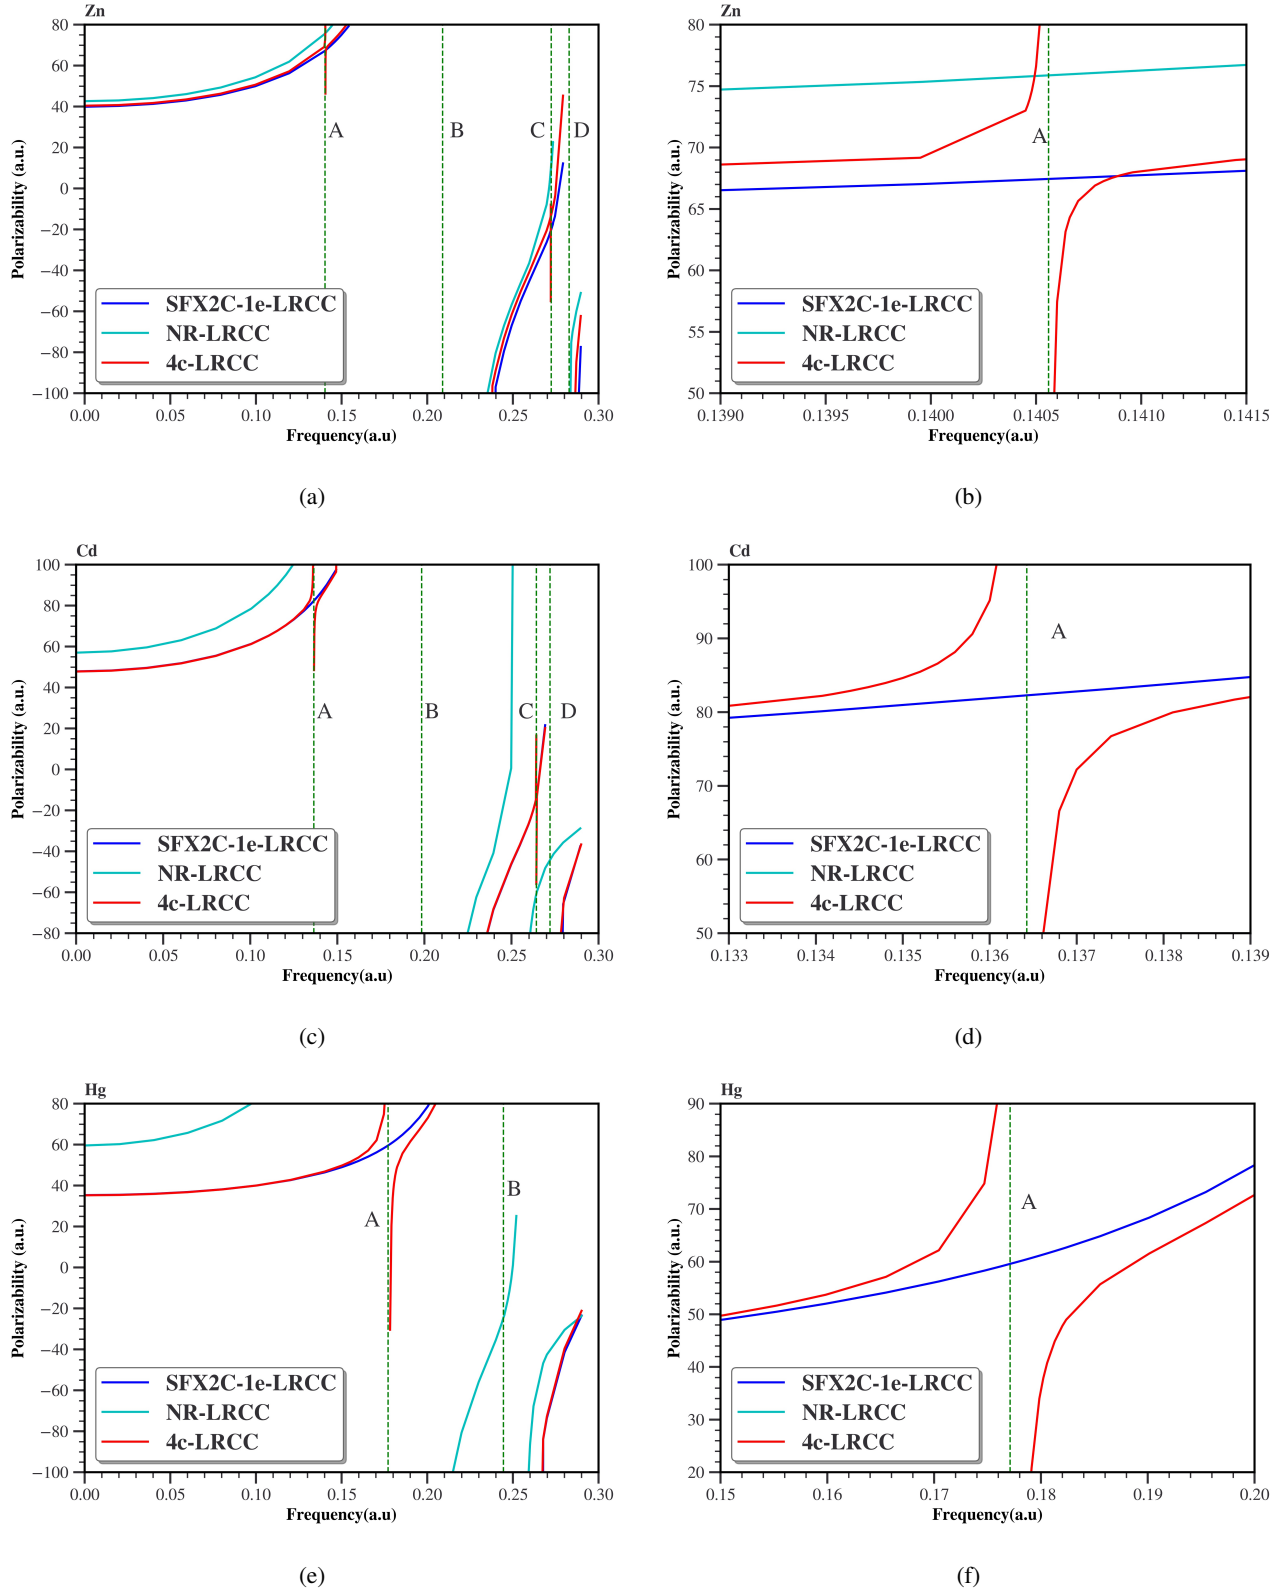 Zn
Polarizability (a.u.)
80
60
40
20
0
−20
−40
−60
−80
−100
A
B
C
D
SFX2C-1e-LRCC
NR-LRCC
4c-LRCC
0.00 0.05 0.10 0.15 0.20 0.25 0.30
Frequency(a.u)
(a)
Zn
Polarizability (a.u.)
80
75
70
65
60
55
50
A
SFX2C-1e-LRCC
NR-LRCC
4c-LRCC
0.1390 0.1395 0.1400 0.1405 0.1410 0.1415
Frequency(a.u)
(b)
Cd
Polarizability (a.u.)
100
80
60
40
20
0
−20
−40
−60
−80
A
B
C
D
SFX2C-1e-LRCC
NR-LRCC
4c-LRCC
0.00 0.05 0.10 0.15 0.20 0.25 0.30
Frequency(a.u)
(c)
Cd
Polarizability (a.u.)
100
90
80
70
60
50
A
SFX2C-1e-LRCC
NR-LRCC
4c-LRCC
0.133 0.134 0.135 0.136 0.137 0.138 0.139
Frequency(a.u)
(d)
Hg
Polarizability (a.u.)
80
60
40
20
0
−20
−40
−60
−80
−100
B
A
SFX2C-1e-LRCC
NR-LRCC
4c-LRCC
0.00 0.05 0.10 0.15 0.20 0.25 0.30
Frequency(a.u)
(e)
Hg
Polarizability (a.u.)
90
80
70
60
50
40
30
20
A
SFX2C-1e-LRCC
NR-LRCC
4c-LRCC
0.15 0.16 0.17 0.18 0.19 0.20
Frequency(a.u)
(f)